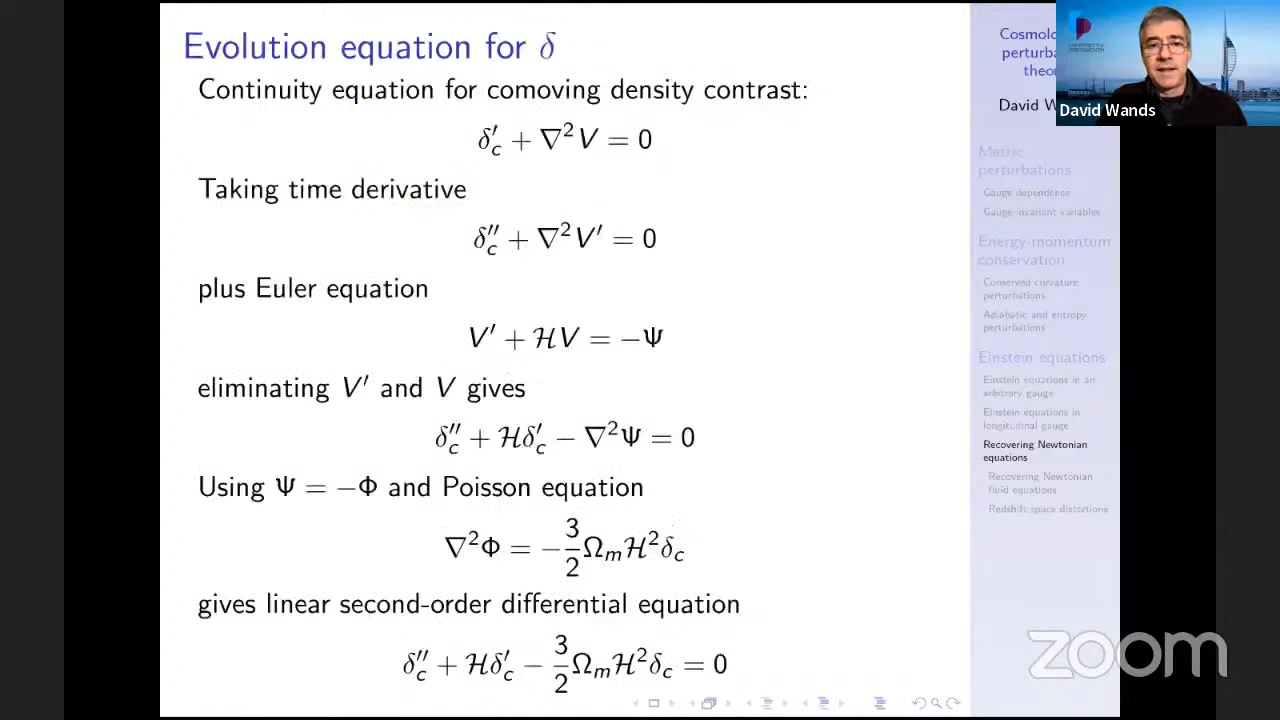 Evolution equation for δ
Continuity equation for comoving density contrast:
δ′_c + ∇²V = 0
Taking time derivative
δ″_c + ∇²V′ = 0
plus Euler equation
V′ + ℋV = −Ψ
eliminating V′ and V gives
δ″_c + ℋδ′_c − ∇²Ψ = 0
Using Ψ = −Φ and Poisson equation
∇²Φ = −3/2 Ω_m ℋ² δ_c
gives linear second-order differential equation
δ″_c + ℋδ′_c − 3/2 Ω_m ℋ² δ_c = 0
David Wands
David W
Metric
perturbations
Gauge dependence
Gauge-invariant variables
Energy-momentum
conservation
Conserved curvature
perturbations
Adiabatic and entropy
perturbations
Einstein equations
Einstein equations in an
arbitrary gauge
Einstein equations in
longitudinal gauge
Recovering Newtonian
equations
Recovering Newtonian
fluid equations
Redshift-space distortions
zoom